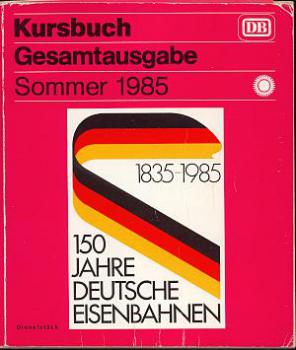 Kursbuch
DB
Gesamtausgabe
Sommer 1985
1835-1985
150
JAHRE
DEUTSCHE
EISENBAHNEN
Dienststück